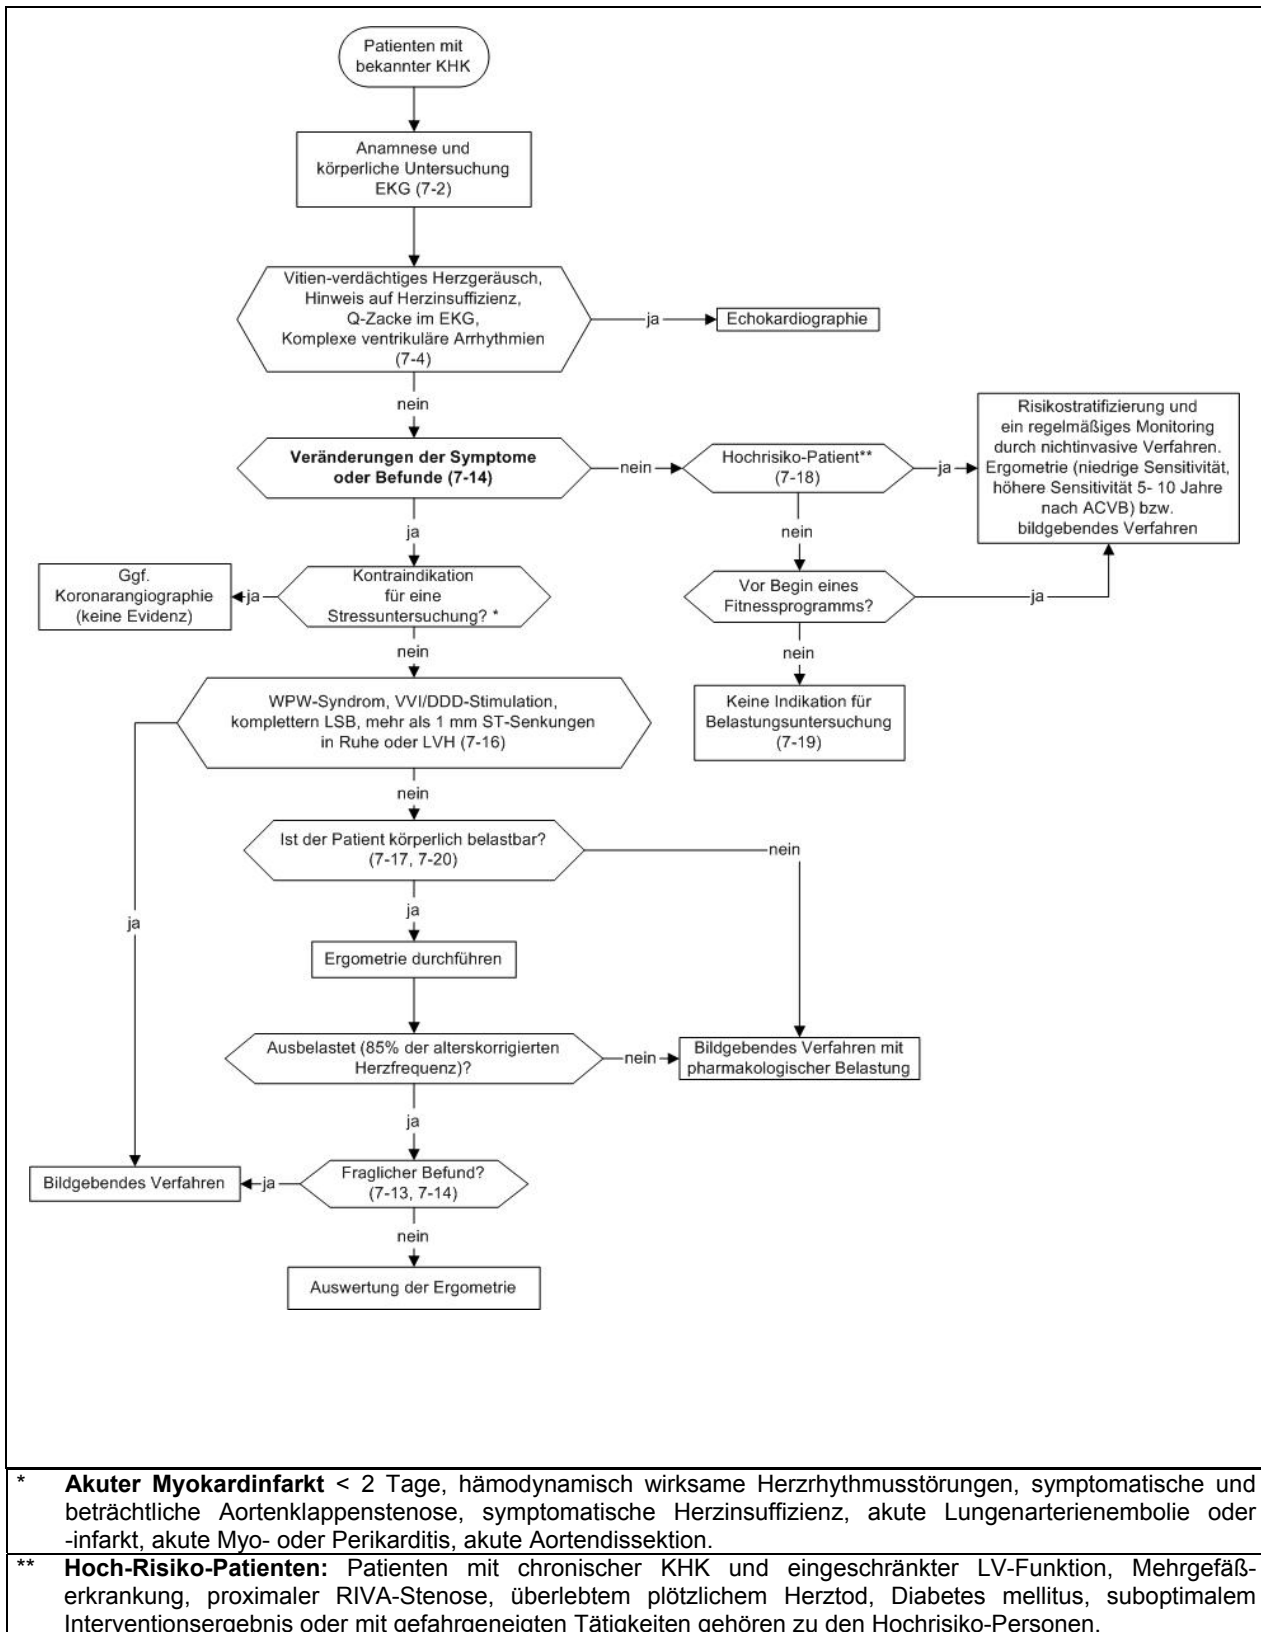 Patienten mit
bekannter KHK
Anamnese und
körperliche Untersuchung
EKG (7-2)
Vitien-verdächtiges Herzgeräusch,
Hinweis auf Herzinsuffizienz,
Q-Zacke im EKG,
Komplexe ventrikuläre Arrhythmien
(7-4)
ja
Echokardiographie
nein
Veränderungen der Symptome
oder Befunde (7-14)
nein
Hochrisiko-Patient**
(7-18)
ja
Risikostratifizierung und
ein regelmäßiges Monitoring
durch nichtinvasive Verfahren.
Ergometrie (niedrige Sensitivität,
höhere Sensitivität 5- 10 Jahre
nach ACVB) bzw.
bildgebendes Verfahren
ja
nein
Ggf.
Koronarangiographie
(keine Evidenz)
ja
Kontraindikation
für eine
Stressuntersuchung? *
Vor Begin eines
Fitnessprogramms?
ja
nein
nein
WPW-Syndrom, VVI/DDD-Stimulation,
komplettern LSB, mehr als 1 mm ST-Senkungen
in Ruhe oder LVH (7-16)
Keine Indikation für
Belastungsuntersuchung
(7-19)
nein
Ist der Patient körperlich belastbar?
(7-17, 7-20)
nein
ja
ja
Ergometrie durchführen
Ausbelastet (85% der alterskorrigierten
Herzfrequenz)?
nein
Bildgebendes Verfahren mit
pharmakologischer Belastung
ja
Bildgebendes Verfahren
ja
Fraglicher Befund?
(7-13, 7-14)
nein
Auswertung der Ergometrie
* Akuter Myokardinfarkt < 2 Tage, hämodynamisch wirksame Herzrhythmusstörungen, symptomatische und
beträchtliche Aortenklappenstenose, symptomatische Herzinsuffizienz, akute Lungenarterienembolie oder
-infarkt, akute Myo- oder Perikarditis, akute Aortendissektion.
** Hoch-Risiko-Patienten: Patienten mit chronischer KHK und eingeschränkter LV-Funktion, Mehrgefäß-
erkrankung, proximaler RIVA-Stenose, überlebtem plötzlichem Herztod, Diabetes mellitus, suboptimalem
Interventionsergebnis oder mit gefahrgeneigten Tätigkeiten gehören zu den Hochrisiko-Personen.